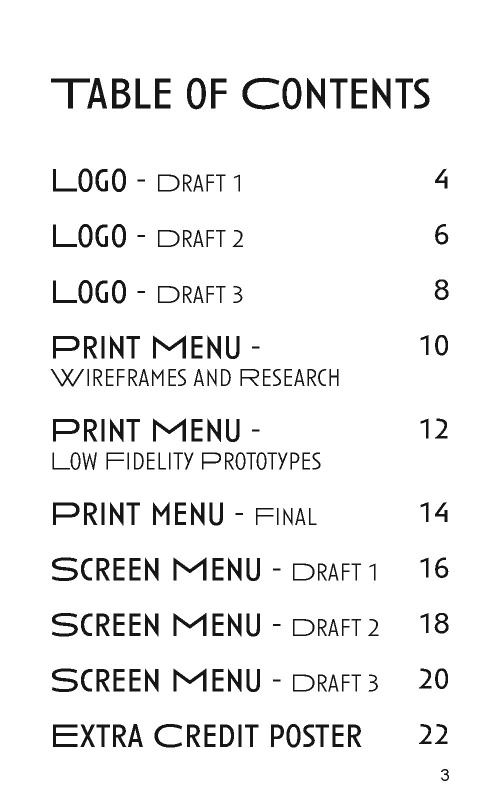 Table of Contents
Logo - Draft 1 4
Logo - Draft 2 6
Logo - Draft 3 8
Print Menu - 10
Wireframes and Research
Print Menu - 12
Low Fidelity Prototypes
Print menu - Final 14
Screen Menu - Draft 1 16
Screen Menu - Draft 2 18
Screen Menu - Draft 3 20
Extra Credit poster 22
3